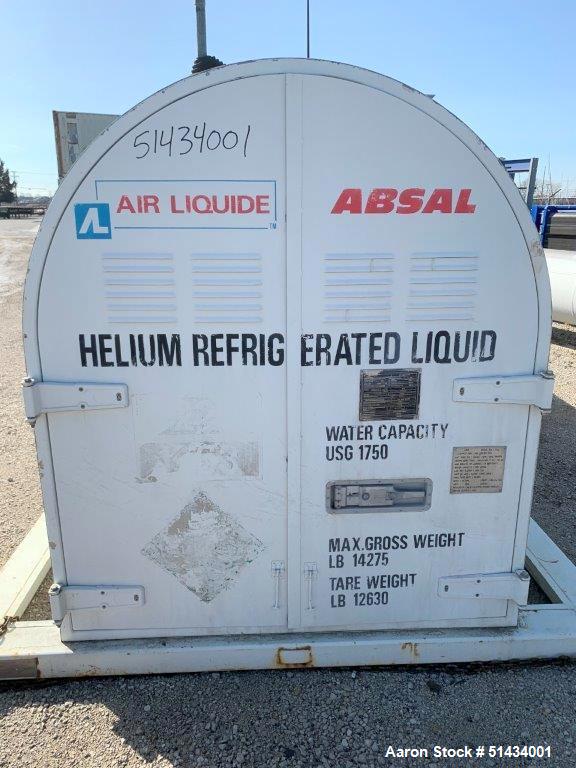 51434001
AIR LIQUIDE
TM
ABSAL
HELIUM REFRIGERATED LIQUID
WATER CAPACITY
USG 1750
MAX.GROSS WEIGHT
LB 14275
TARE WEIGHT
LB 12630
Aaron Stock # 51434001